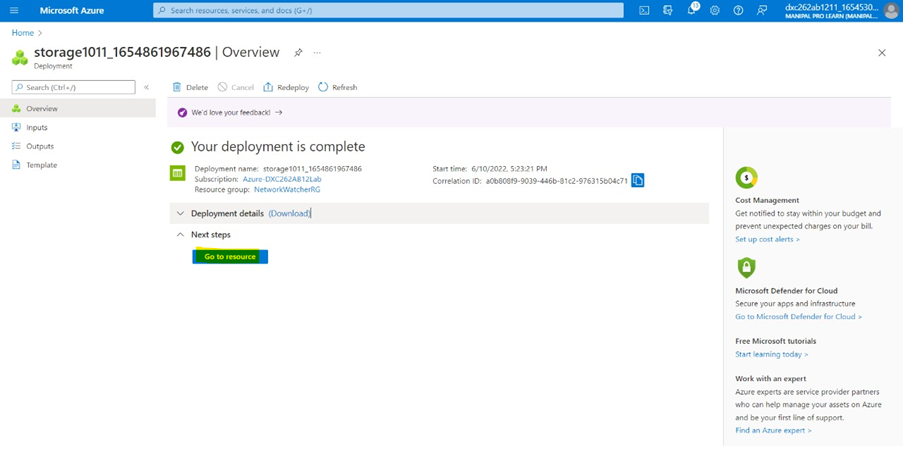 Microsoft Azure
Search resources, services, and docs (G+/)
15
dxc262ab1211_1654530...
MANIPAL PRO LEARN (MANIPAL...
Home >
storage1011_1654861967486 | Overview
Deployment
Search (Ctrl+/)
Delete
Cancel
Redeploy
Refresh
Overview
Inputs
Outputs
Template
We'd love your feedback! →
Your deployment is complete
Deployment name: storage1011_1654861967486
Subscription: Azure-DXC262AB12Lab
Resource group: NetworkWatcherRG
Start time: 6/10/2022, 5:23:21 PM
Correlation ID: a0b808f9-9039-446b-81c2-976315b04c71
Deployment details (Download)
Next steps
Go to resource
Cost Management
Get notified to stay within your budget and
prevent unexpected charges on your bill.
Set up cost alerts >
Microsoft Defender for Cloud
Secure your apps and infrastructure
Go to Microsoft Defender for Cloud >
Free Microsoft tutorials
Start learning today >
Work with an expert
Azure experts are service provider partners
who can help manage your assets on Azure
and be your first line of support.
Find an Azure expert >